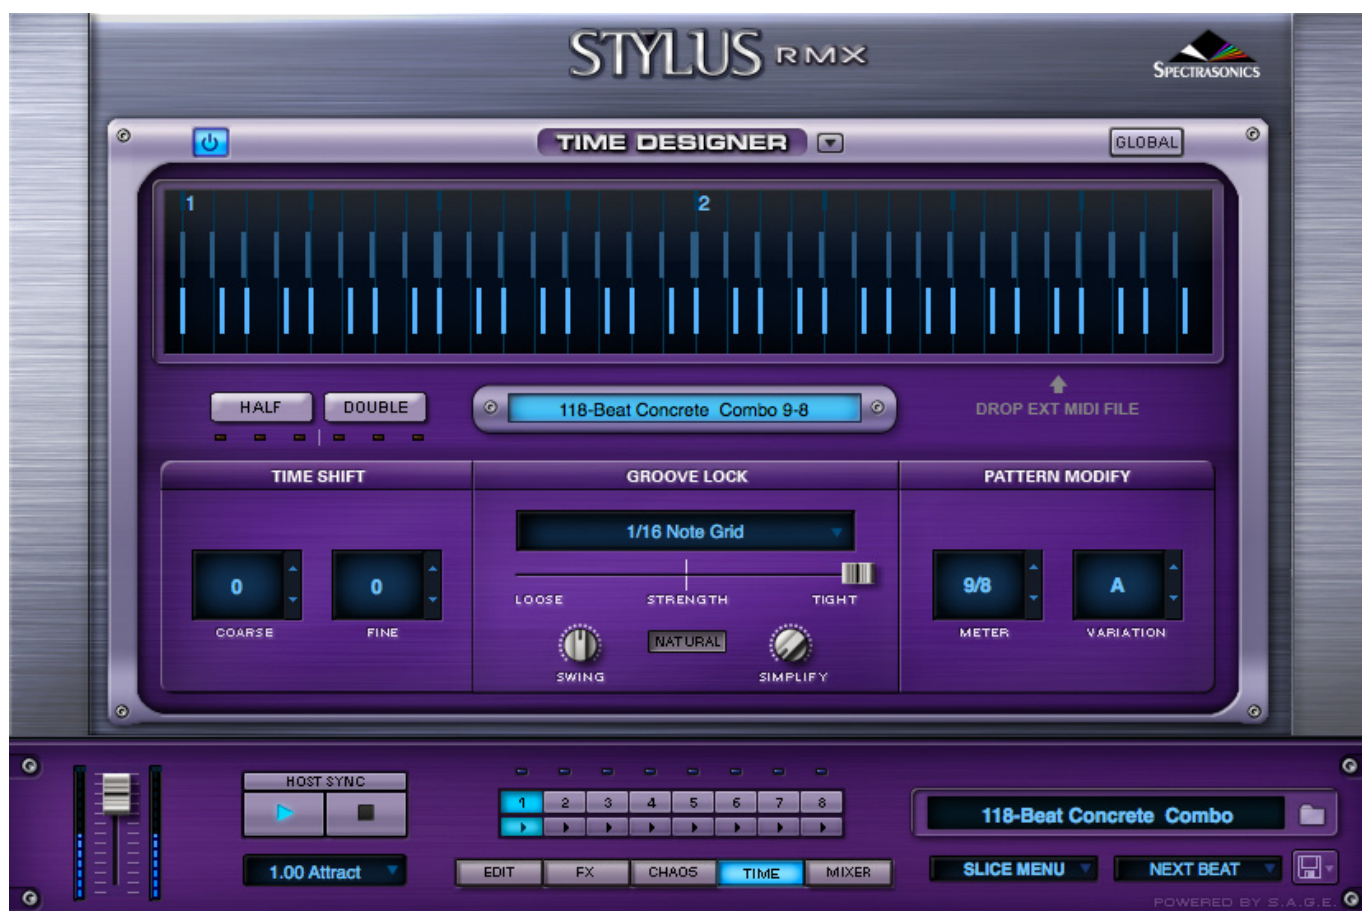 STYLUS RMX
SPECTRASONICS
TIME DESIGNER
GLOBAL
1 2
HALF DOUBLE
118-Beat Concrete Combo 9-8
DROP EXT MIDI FILE
TIME SHIFT
GROOVE LOCK
PATTERN MODIFY
1/16 Note Grid
0 0
9/8 A
LOOSE STRENGTH TIGHT
COARSE FINE
METER VARIATION
NATURAL
SWING SIMPLIFY
HOST SYNC
1 2 3 4 5 6 7 8
118-Beat Concrete Combo
1.00 Attract
EDIT FX CHAOS TIME MIXER
SLICE MENU NEXT BEAT
POWERED BY S.A.G.E.